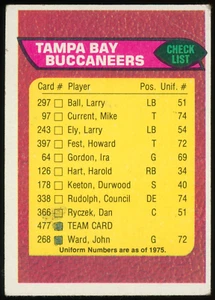 TAMPA BAY
BUCCANEERS
CHECK
LIST
Card # Player Pos. Unif. #
297 Ball, Larry LB 51
97 Current, Mike T 74
243 Ely, Larry LB 54
397 Fest, Howard T 72
64 Gordon, Ira G 69
126 Hart, Harold RB 34
178 Keeton, Durwood S 40
338 Rudolph, Council DE 74
366 Ryczek, Dan C 51
477 TEAM CARD
268 Ward, John G 72
Uniform Numbers are as of 1975.